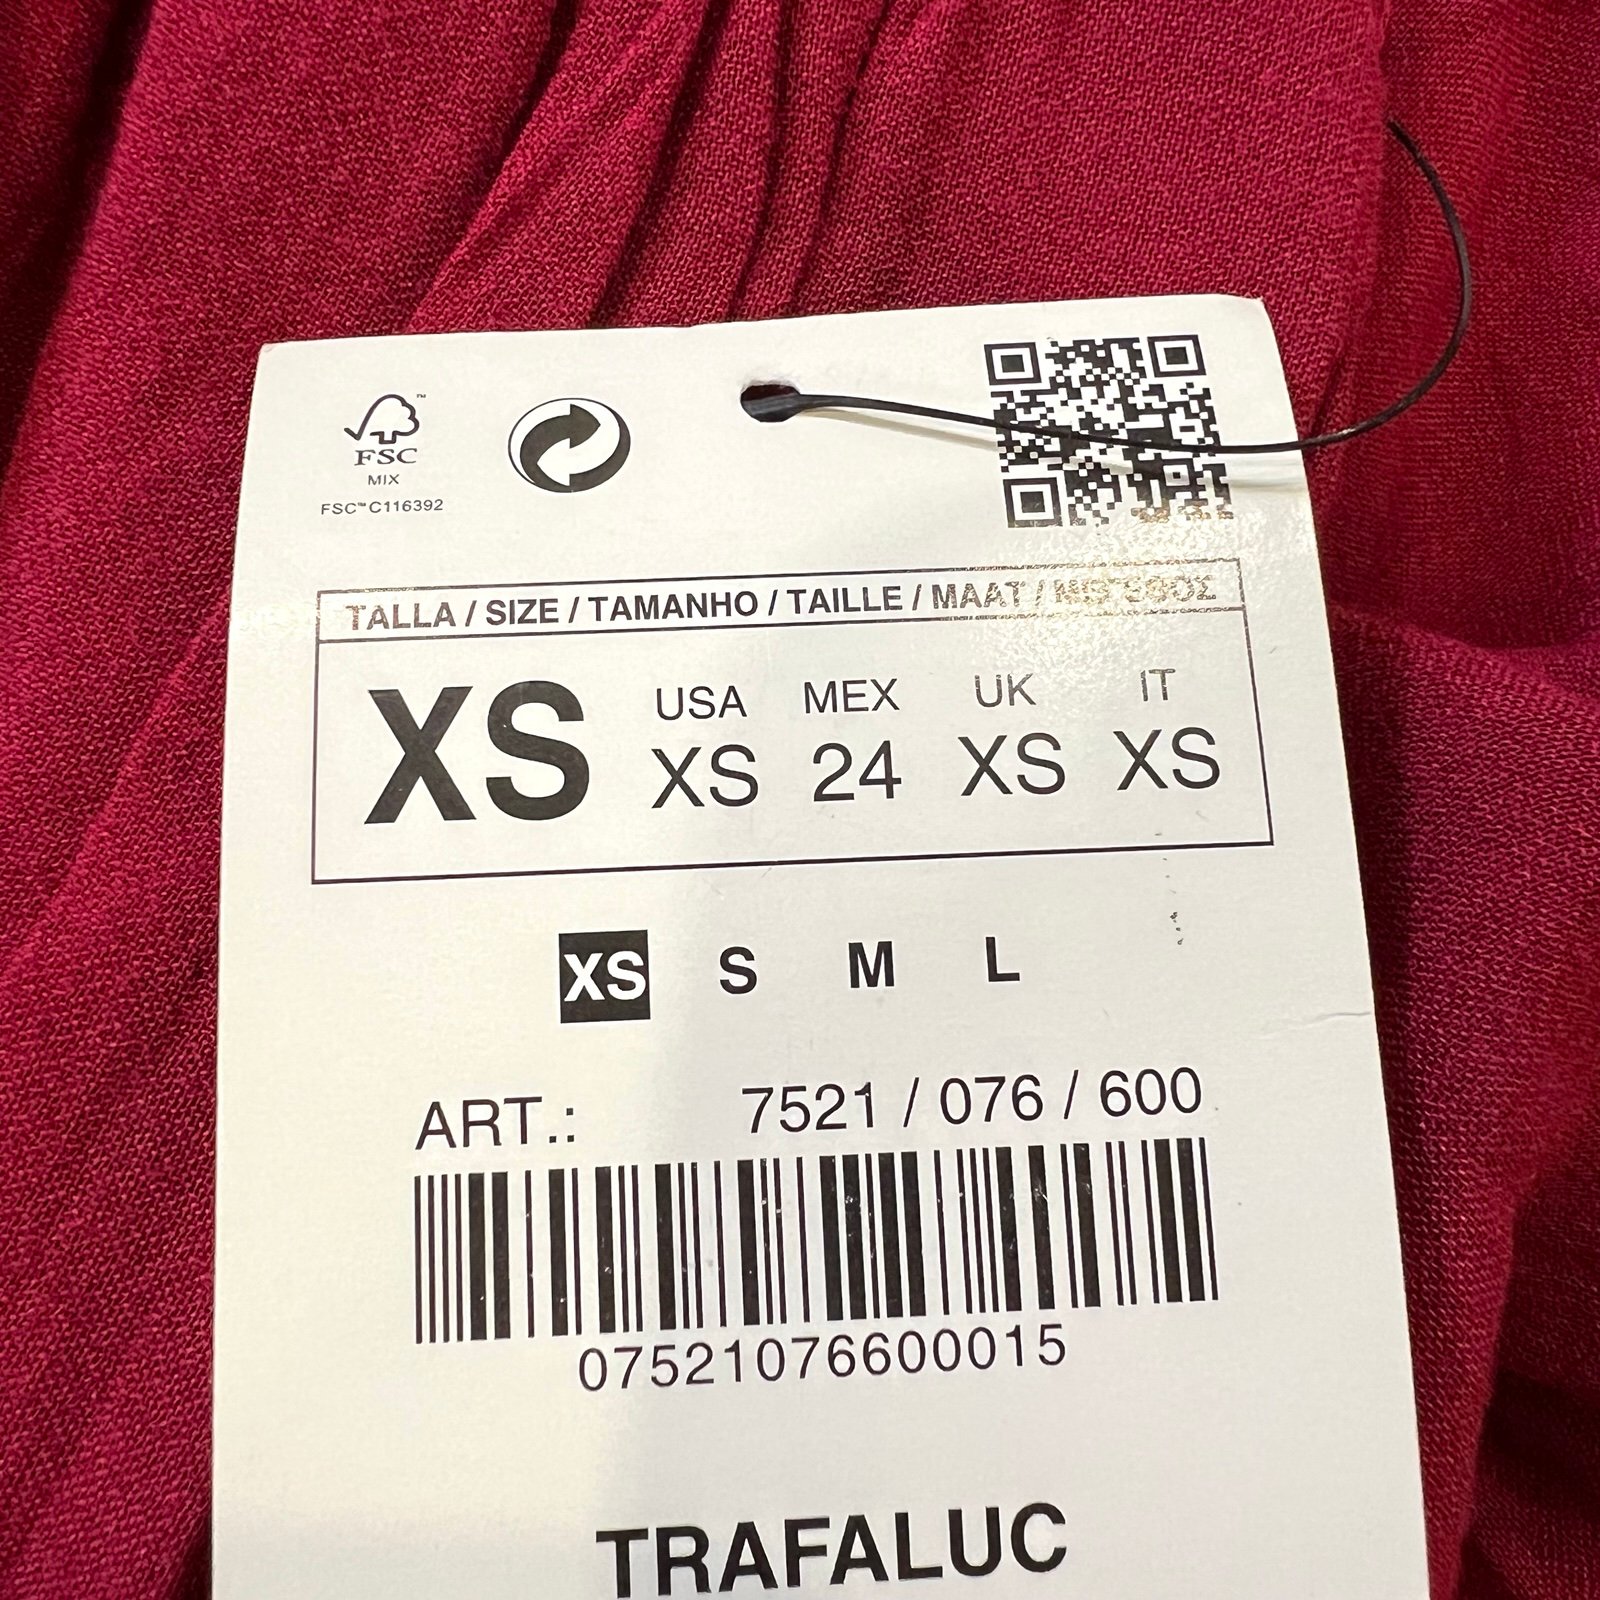 ™
FSC
MIX
FSC™ C116392
TALLA / SIZE / TAMANHO / TAILLE / MAAT /
XS
USA MEX UK IT
XS 24 XS XS
XS S M L
ART.: 7521 / 076 / 600
07521076600015
TRAFALUC